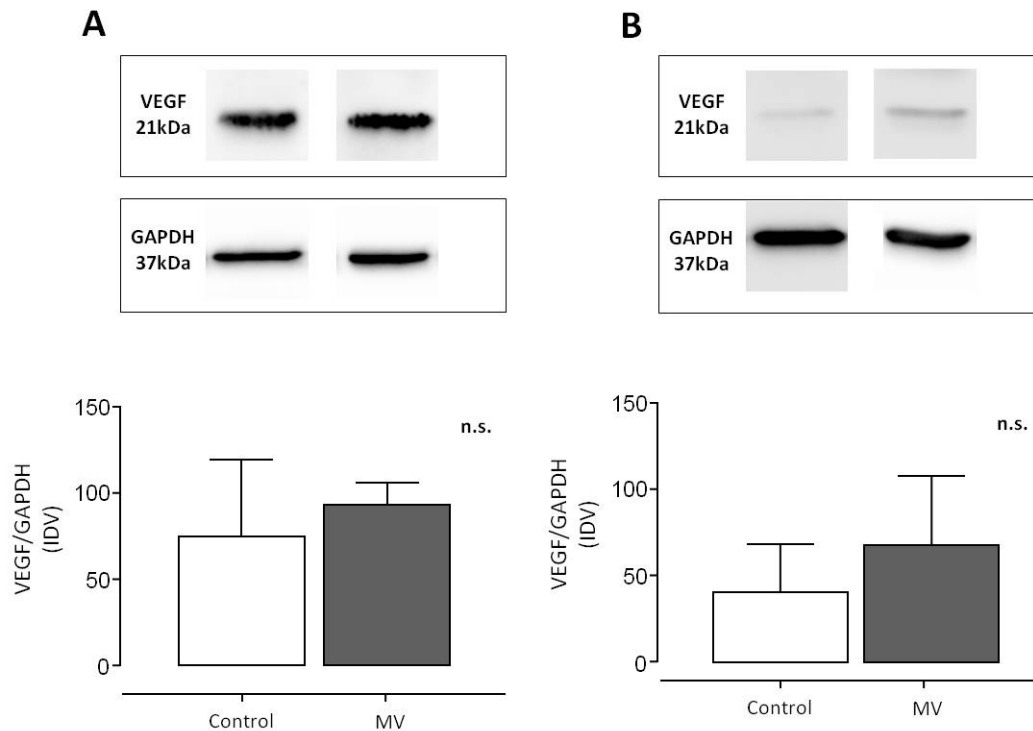 A
VEGF
21kDa
GAPDH
37kDa
150
100
50
0
VEGF/GAPDH
(IDV)
n.s.
Control
MV
B
VEGF
21kDa
GAPDH
37kDa
150
100
50
0
VEGF/GAPDH
(IDV)
n.s.
Control
MV